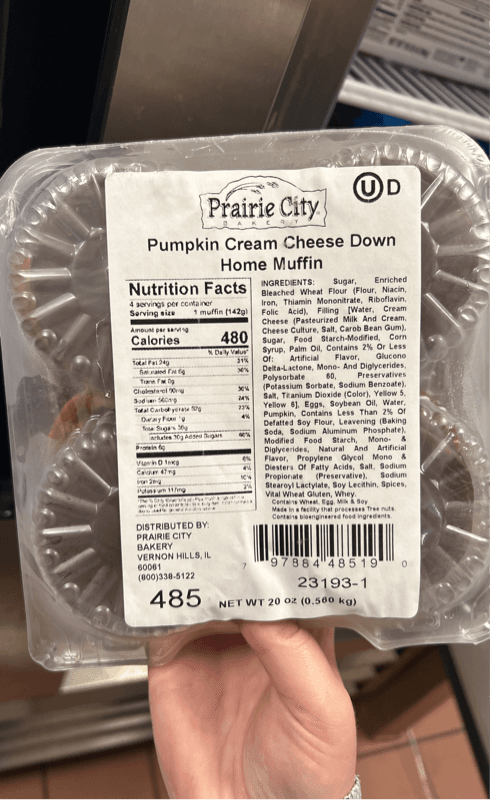 Prairie City
BAKERY
U D
Pumpkin Cream Cheese Down
Home Muffin
Nutrition Facts
4 servings per container
Serving size 1 muffin (142g)
Amount per serving
Calories 480
% Daily Value*
Total Fat 24g 31%
Saturated Fat 6g 30%
Trans Fat 0g
Cholesterol 90mg 30%
Sodium 560mg 24%
Total Carbohydrate 59g
Dietary Fiber 4%
Total Sugars
Includes 30g Added Sugars 60%
Protein 6g
Vitamin D 6%
Calcium 47mg 4%
Iron 2mg 10%
Potassium 117mg 2%
INGREDIENTS: Sugar, Enriched
Bleached Wheat Flour (Flour, Niacin,
Iron, Thiamin Mononitrate, Riboflavin,
Folic Acid), Filling [Water, Cream
Cheese (Pasteurized Milk And Cream,
Cheese Culture, Salt, Carob Bean Gum),
Sugar, Food Starch-Modified, Corn
Syrup, Palm Oil, Contains 2% Or Less
Of: Artificial Flavor, Glucono
Delta-Lactone, Mono- And Diglycerides,
Polysorbate 60, Preservatives
(Potassium Sorbate, Sodium Benzoate),
Salt, Titanium Dioxide (Color), Yellow 5,
Yellow 6], Eggs, Soybean Oil, Water,
Pumpkin, Contains Less Than 2% Of
Defatted Soy Flour, Leavening (Baking
Soda, Sodium Aluminum Phosphate),
Modified Food Starch, Mono- &
Diglycerides, Natural And Artificial
Flavor, Propylene Glycol Mono &
Diesters Of Fatty Acids, Salt, Sodium
Propionate (Preservative), Sodium
Stearoyl Lactylate, Soy Lecithin, Spices,
Vital Wheat Gluten, Whey.
Contains Wheat, Egg, Milk & Soy
Made in a facility that processes Tree nuts.
Contains bioengineered food ingredients.
DISTRIBUTED BY:
PRAIRIE CITY
BAKERY
VERNON HILLS, IL
60061
(800)338-5122
7 97884 48519 0
23193-1
485 NET WT 20 oz (0.560 kg)